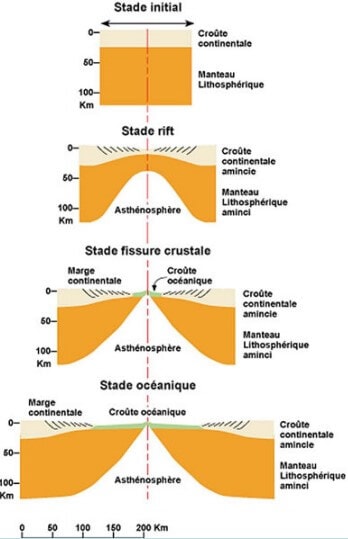 Stade initial
0
50
100
Km
Croûte
continentale
Manteau
Lithosphérique
Stade rift
0
50
100
Km
Croûte
continentale
amincie
Manteau
Lithosphérique
aminci
Asthénosphère
Stade fissure crustale
Marge
continentale
Croûte
océanique
0
50
100
Km
Croûte
continentale
amincie
Manteau
Lithosphérique
aminci
Asthénosphère
Stade océanique
Marge
continentale
Croûte océanique
0
50
100
Km
Croûte
continentale
amincie
Manteau
Lithosphérique
aminci
Asthénosphère
0 50 100 150 200 Km